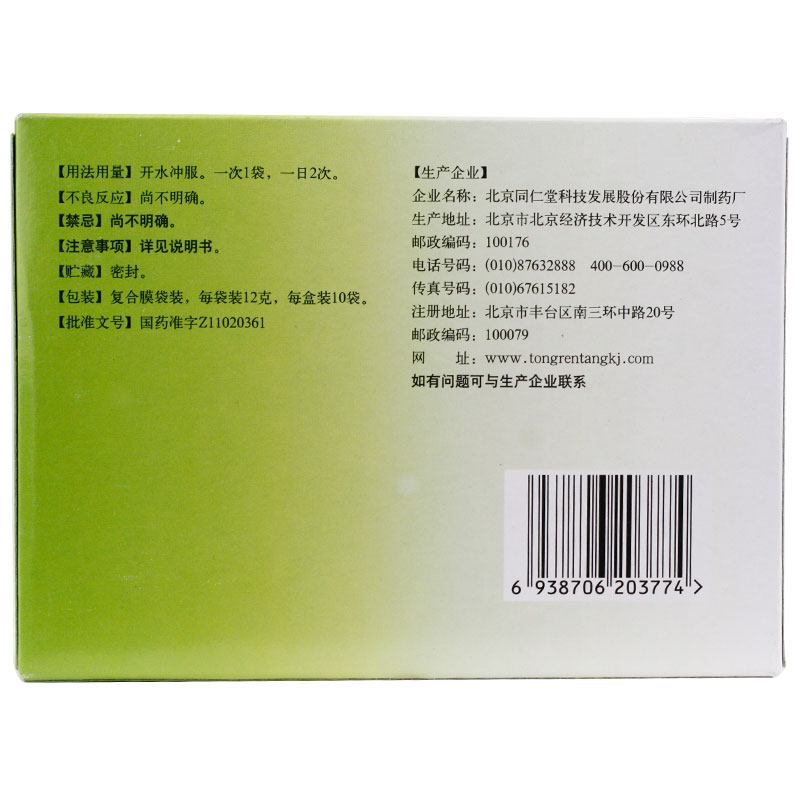 【用法用量】开水冲服。一次1袋，一日2次。
【不良反应】尚不明确。
【禁忌】尚不明确。
【注意事项】详见说明书。
【贮藏】密封。
【包装】复合膜袋装，每袋装12克，每盒装10袋。
【批准文号】国药准字Z11020361
【生产企业】
企业名称：北京同仁堂科技发展股份有限公司制药厂
生产地址：北京市北京经济技术开发区东环北路5号
邮政编码：100176
电话号码：(010)87632888 400-600-0988
传真号码：(010)67615182
注册地址：北京市丰台区南三环中路20号
邮政编码：100079
网 址：www.tongrentangkj.com
如有问题可与生产企业联系
6 938706 203774 >